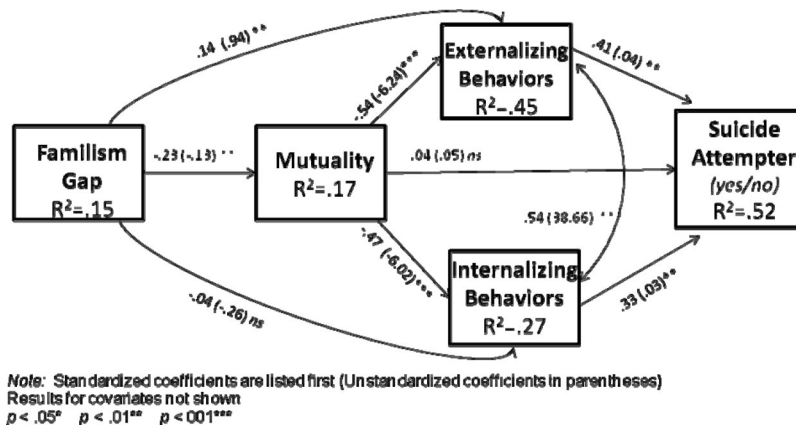 .14 (.94) **
Externalizing
Behaviors
R²–.45
.41 (.04) **
-.54 (-6.24)***
Familism
Gap
R²=.15
-.23 (-.13) **
Mutuality
R²=.17
.04 (.05) ns
Suicide
Attempter
(yes/no)
R²=.52
.54 (38.66) **
-.47 (-6.02)***
Internalizing
Behaviors
R²–.27
.33 (.03)**
-.04 (-.26) ns
Note: Standardized coefficients are listed first (Unstandardized coefficients in parentheses)
Results for covariates not shown
p < .05* p < .01** p <001***